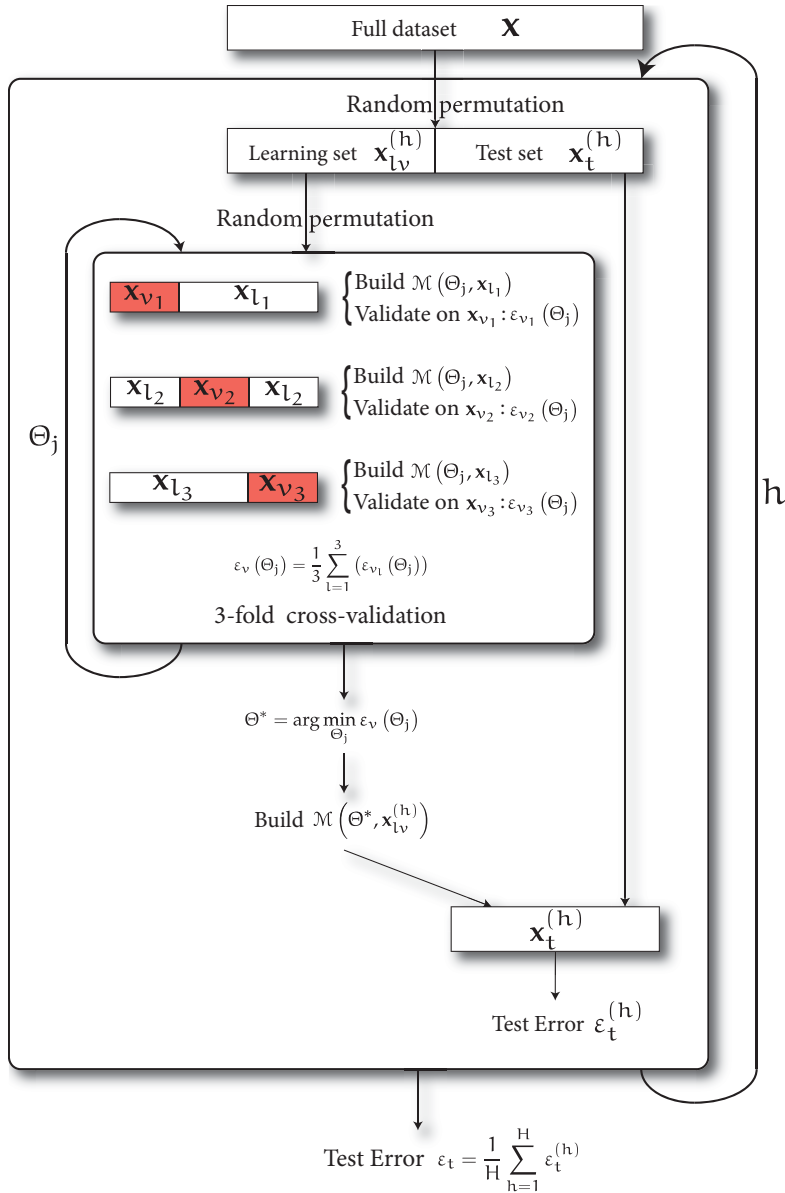 Full dataset x
Random permutation
Learning set x_{lv}^{(h)} Test set x_t^{(h)}
Random permutation
x_{v_1} x_{l_1}
Build ℳ(Θ_j, x_{l_1})
Validate on x_{v_1} : ε_{v_1}(Θ_j)
x_{l_2} x_{v_2} x_{l_2}
Build ℳ(Θ_j, x_{l_2})
Validate on x_{v_2} : ε_{v_2}(Θ_j)
Θ_j
h
x_{l_3} x_{v_3}
Build ℳ(Θ_j, x_{l_3})
Validate on x_{v_3} : ε_{v_3}(Θ_j)
ε_v(Θ_j) = \frac{1}{3} \sum_{l=1}^{3} (ε_{v_l}(Θ_j))
3-fold cross-validation
Θ* = arg min_{Θ_j} ε_v(Θ_j)
Build ℳ(Θ*, x_{lv}^{(h)})
x_t^{(h)}
Test Error ε_t^{(h)}
Test Error ε_t = \frac{1}{H} \sum_{h=1}^{H} ε_t^{(h)}